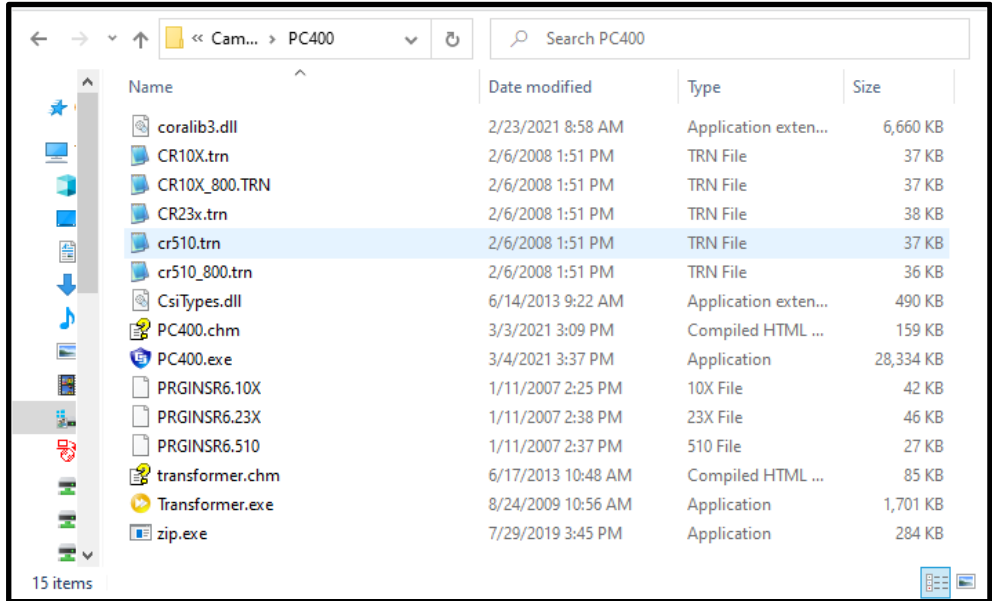 « Cam... › PC400 Search PC400
Name Date modified Type Size
coralib3.dll 2/23/2021 8:58 AM Application exten... 6,660 KB
CR10X.trn 2/6/2008 1:51 PM TRN File 37 KB
CR10X_800.TRN 2/6/2008 1:51 PM TRN File 37 KB
CR23x.trn 2/6/2008 1:51 PM TRN File 38 KB
cr510.trn 2/6/2008 1:51 PM TRN File 37 KB
cr510_800.trn 2/6/2008 1:51 PM TRN File 36 KB
CsiTypes.dll 6/14/2013 9:22 AM Application exten... 490 KB
PC400.chm 3/3/2021 3:09 PM Compiled HTML ... 159 KB
PC400.exe 3/4/2021 3:37 PM Application 28,334 KB
PRGINSR6.10X 1/11/2007 2:25 PM 10X File 42 KB
PRGINSR6.23X 1/11/2007 2:38 PM 23X File 46 KB
PRGINSR6.510 1/11/2007 2:37 PM 510 File 27 KB
transformer.chm 6/17/2013 10:48 AM Compiled HTML ... 85 KB
Transformer.exe 8/24/2009 10:56 AM Application 1,701 KB
zip.exe 7/29/2019 3:45 PM Application 284 KB
15 items